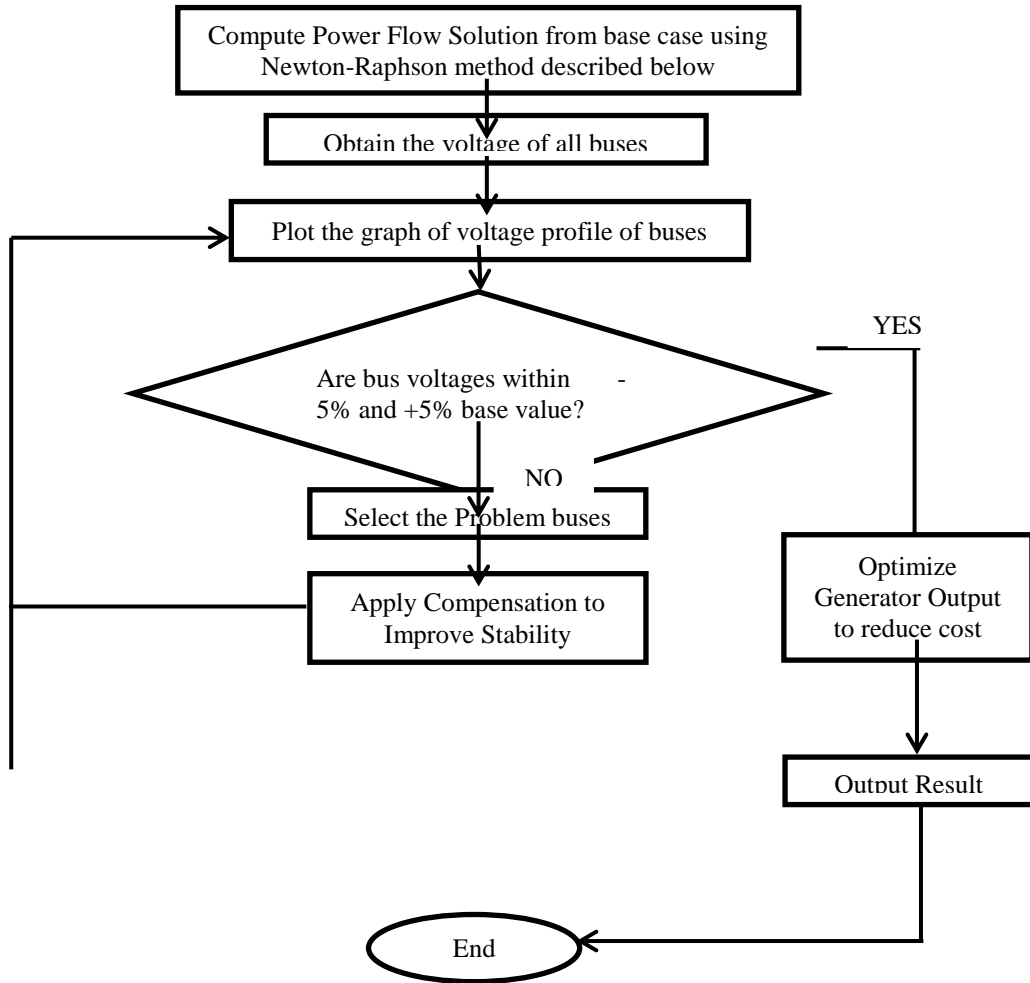 Compute Power Flow Solution from base case using
Newton-Raphson method described below
Obtain the voltage of all buses
Plot the graph of voltage profile of buses
YES
Are bus voltages within -
5% and +5% base value?
NO
Select the Problem buses
Apply Compensation to
Improve Stability
Optimize
Generator Output
to reduce cost
Output Result
End